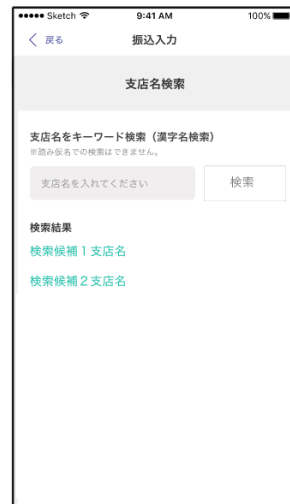 ●●●●● Sketch 9:41 AM 100%
戻る 振込入力
支店名検索
支店名をキーワード検索（漢字名検索）
※読み仮名での検索はできません。
支店名を入れてください 検索
検索結果
検索候補１支店名
検索候補２支店名